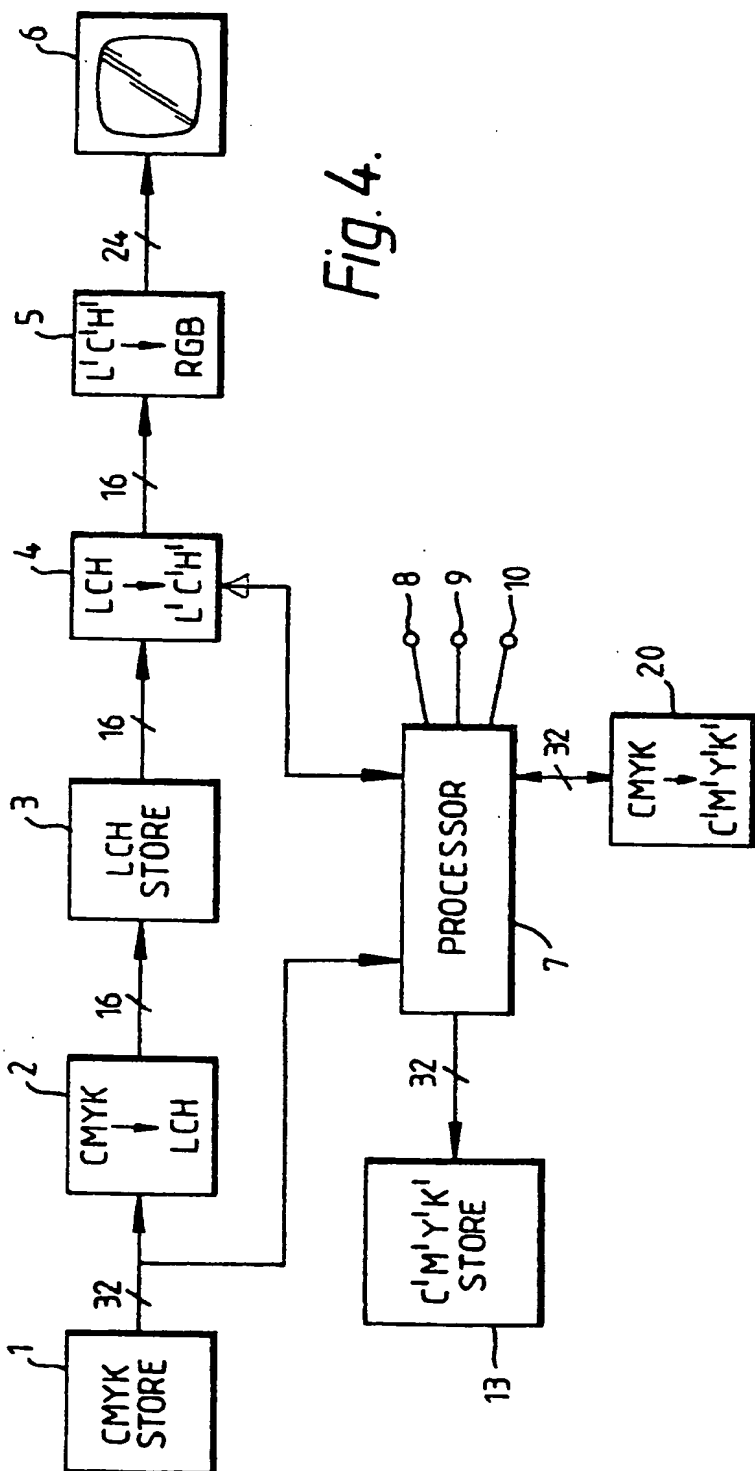 1
CMYK
STORE
32
2
CMYK
LCH
16
3
LCH
STORE
16
4
LCH
L'C'H'
16
5
L'C'H'
RGB
24
6
Fig. 4.
PROCESSOR
7
8
9
10
32
C'M'Y'K'
STORE
13
32
20
CMYK
C'M'Y'K'